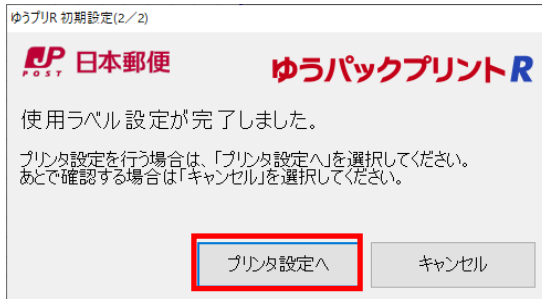 ゆうプリR 初期設定(2/2)
JP POST 日本郵便 ゆうパックプリントR
使用ラベル設定が完了しました。
プリンタ設定を行う場合は、「プリンタ設定へ」を選択してください。
あとで確認する場合は「キャンセル」を選択してください。
プリンタ設定へ キャンセル